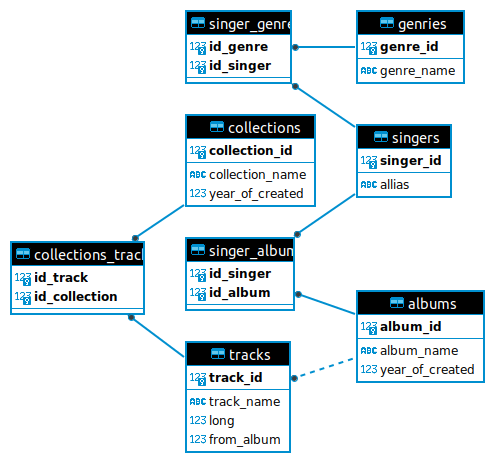 singer_genre
123 id_genre
123 id_singer
genries
123 genre_id
ABC genre_name
collections
123 collection_id
ABC collection_name
123 year_of_created
singers
123 singer_id
ABC allias
collections_track
123 id_track
123 id_collection
singer_album
123 id_singer
123 id_album
albums
123 album_id
ABC album_name
123 year_of_created
tracks
123 track_id
ABC track_name
123 long
123 from_album